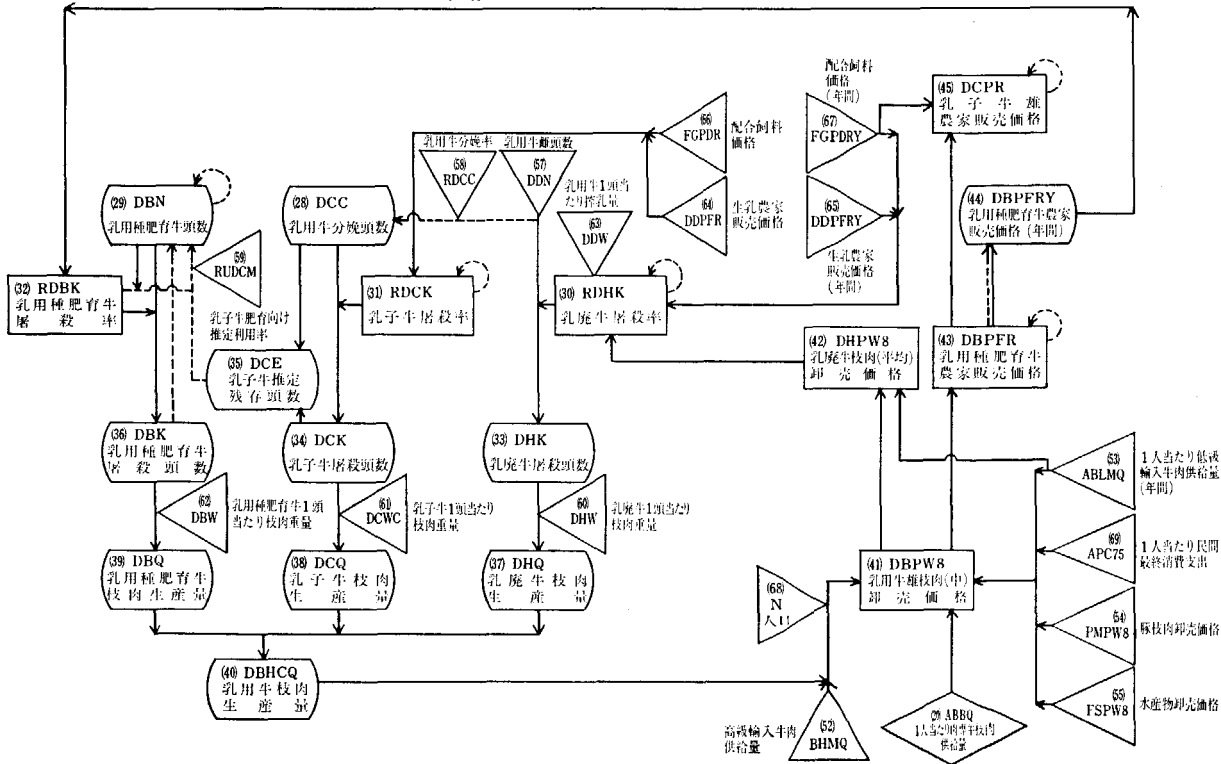 配合飼料
価格
(年間)
(45) DCPR
乳子牛雄
農家販売価格
(66)
FGPDR
配合飼料
価格
(67)
FGPDRY
乳用牛分娩率
乳用牛雌頭数
(58)
RDCC
(57)
DDN
(29) DBN
乳用種肥育牛頭数
(28) DCC
乳用牛分娩頭数
乳用牛1頭当
たり搾乳量
(63)
DDW
(64)
DDPFR
生乳農家
販売価格
(65)
DDPFRY
生乳農家
販売価格
(年間)
(44) DBPFRY
乳用種肥育牛農家
販売価格(年間)
(59)
RUDCM
(32) RDBK
乳用種肥育牛
屠殺率
乳子牛肥育向け
推定利用率
(31) RDCK
乳子牛屠殺率
(30) RDHK
乳廃牛屠殺率
(35) DCE
乳子牛推定
残存頭数
(42) DHPW8
乳廃牛枝肉(平均)
卸売価格
(43) DBPFR
乳用種肥育牛
農家販売価格
(36) DBK
乳用種肥育牛
屠殺頭数
(34) DCK
乳子牛屠殺頭数
(33) DHK
乳廃牛屠殺頭数
(53)
ABLMQ
1人当たり低級
輸入牛肉供給量
(年間)
(62)
DBW
乳用種肥育牛1頭
当たり枝肉重量
(61)
DCWC
乳子牛1頭当たり
枝肉重量
(60)
DHW
乳廃牛1頭当たり
枝肉重量
(69)
APC75
1人当たり民間
最終消費支出
(39) DBQ
乳用種肥育牛
枝肉生産量
(38) DCQ
乳子牛枝肉
生産量
(37) DHQ
乳廃牛枝肉
生産量
(41) DBPW8
乳用牛雄枝肉(中)
卸売価格
(68)
N
人口
(54)
PMPW8
豚枝肉卸売価格
(40) DBHCQ
乳用牛枝肉
生産量
(55)
FSPW8
水産物卸売価格
高級輸入牛肉
供給量
(52)
BHMQ
ABBQ
1人当たり肉専牛枝肉
供給量